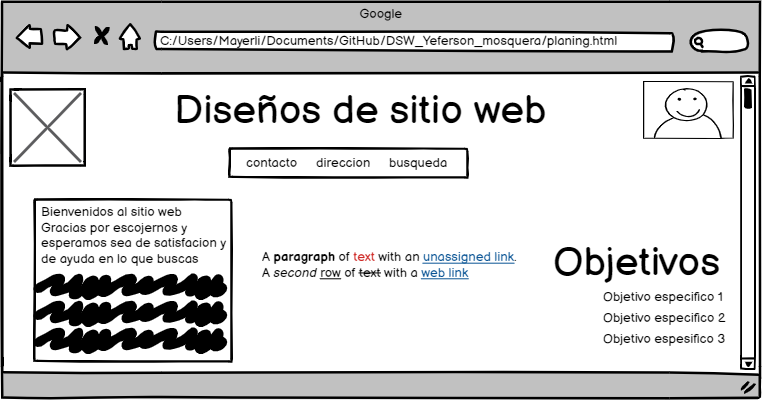 Google
C:/Users/Mayerli/Documents/GitHub/DSW_Yeferson_mosquera/planing.html
Diseños de sitio web
contacto direccion busqueda
Bienvenidos al sitio web
Gracias por escojernos y
esperamos sea de satisfacion y
de ayuda en lo que buscas
A paragraph of text with an unassigned link.
A second row of text with a web link
Objetivos
Objetivo especifico 1
Objetivo especifico 2
Objetivo espesifico 3